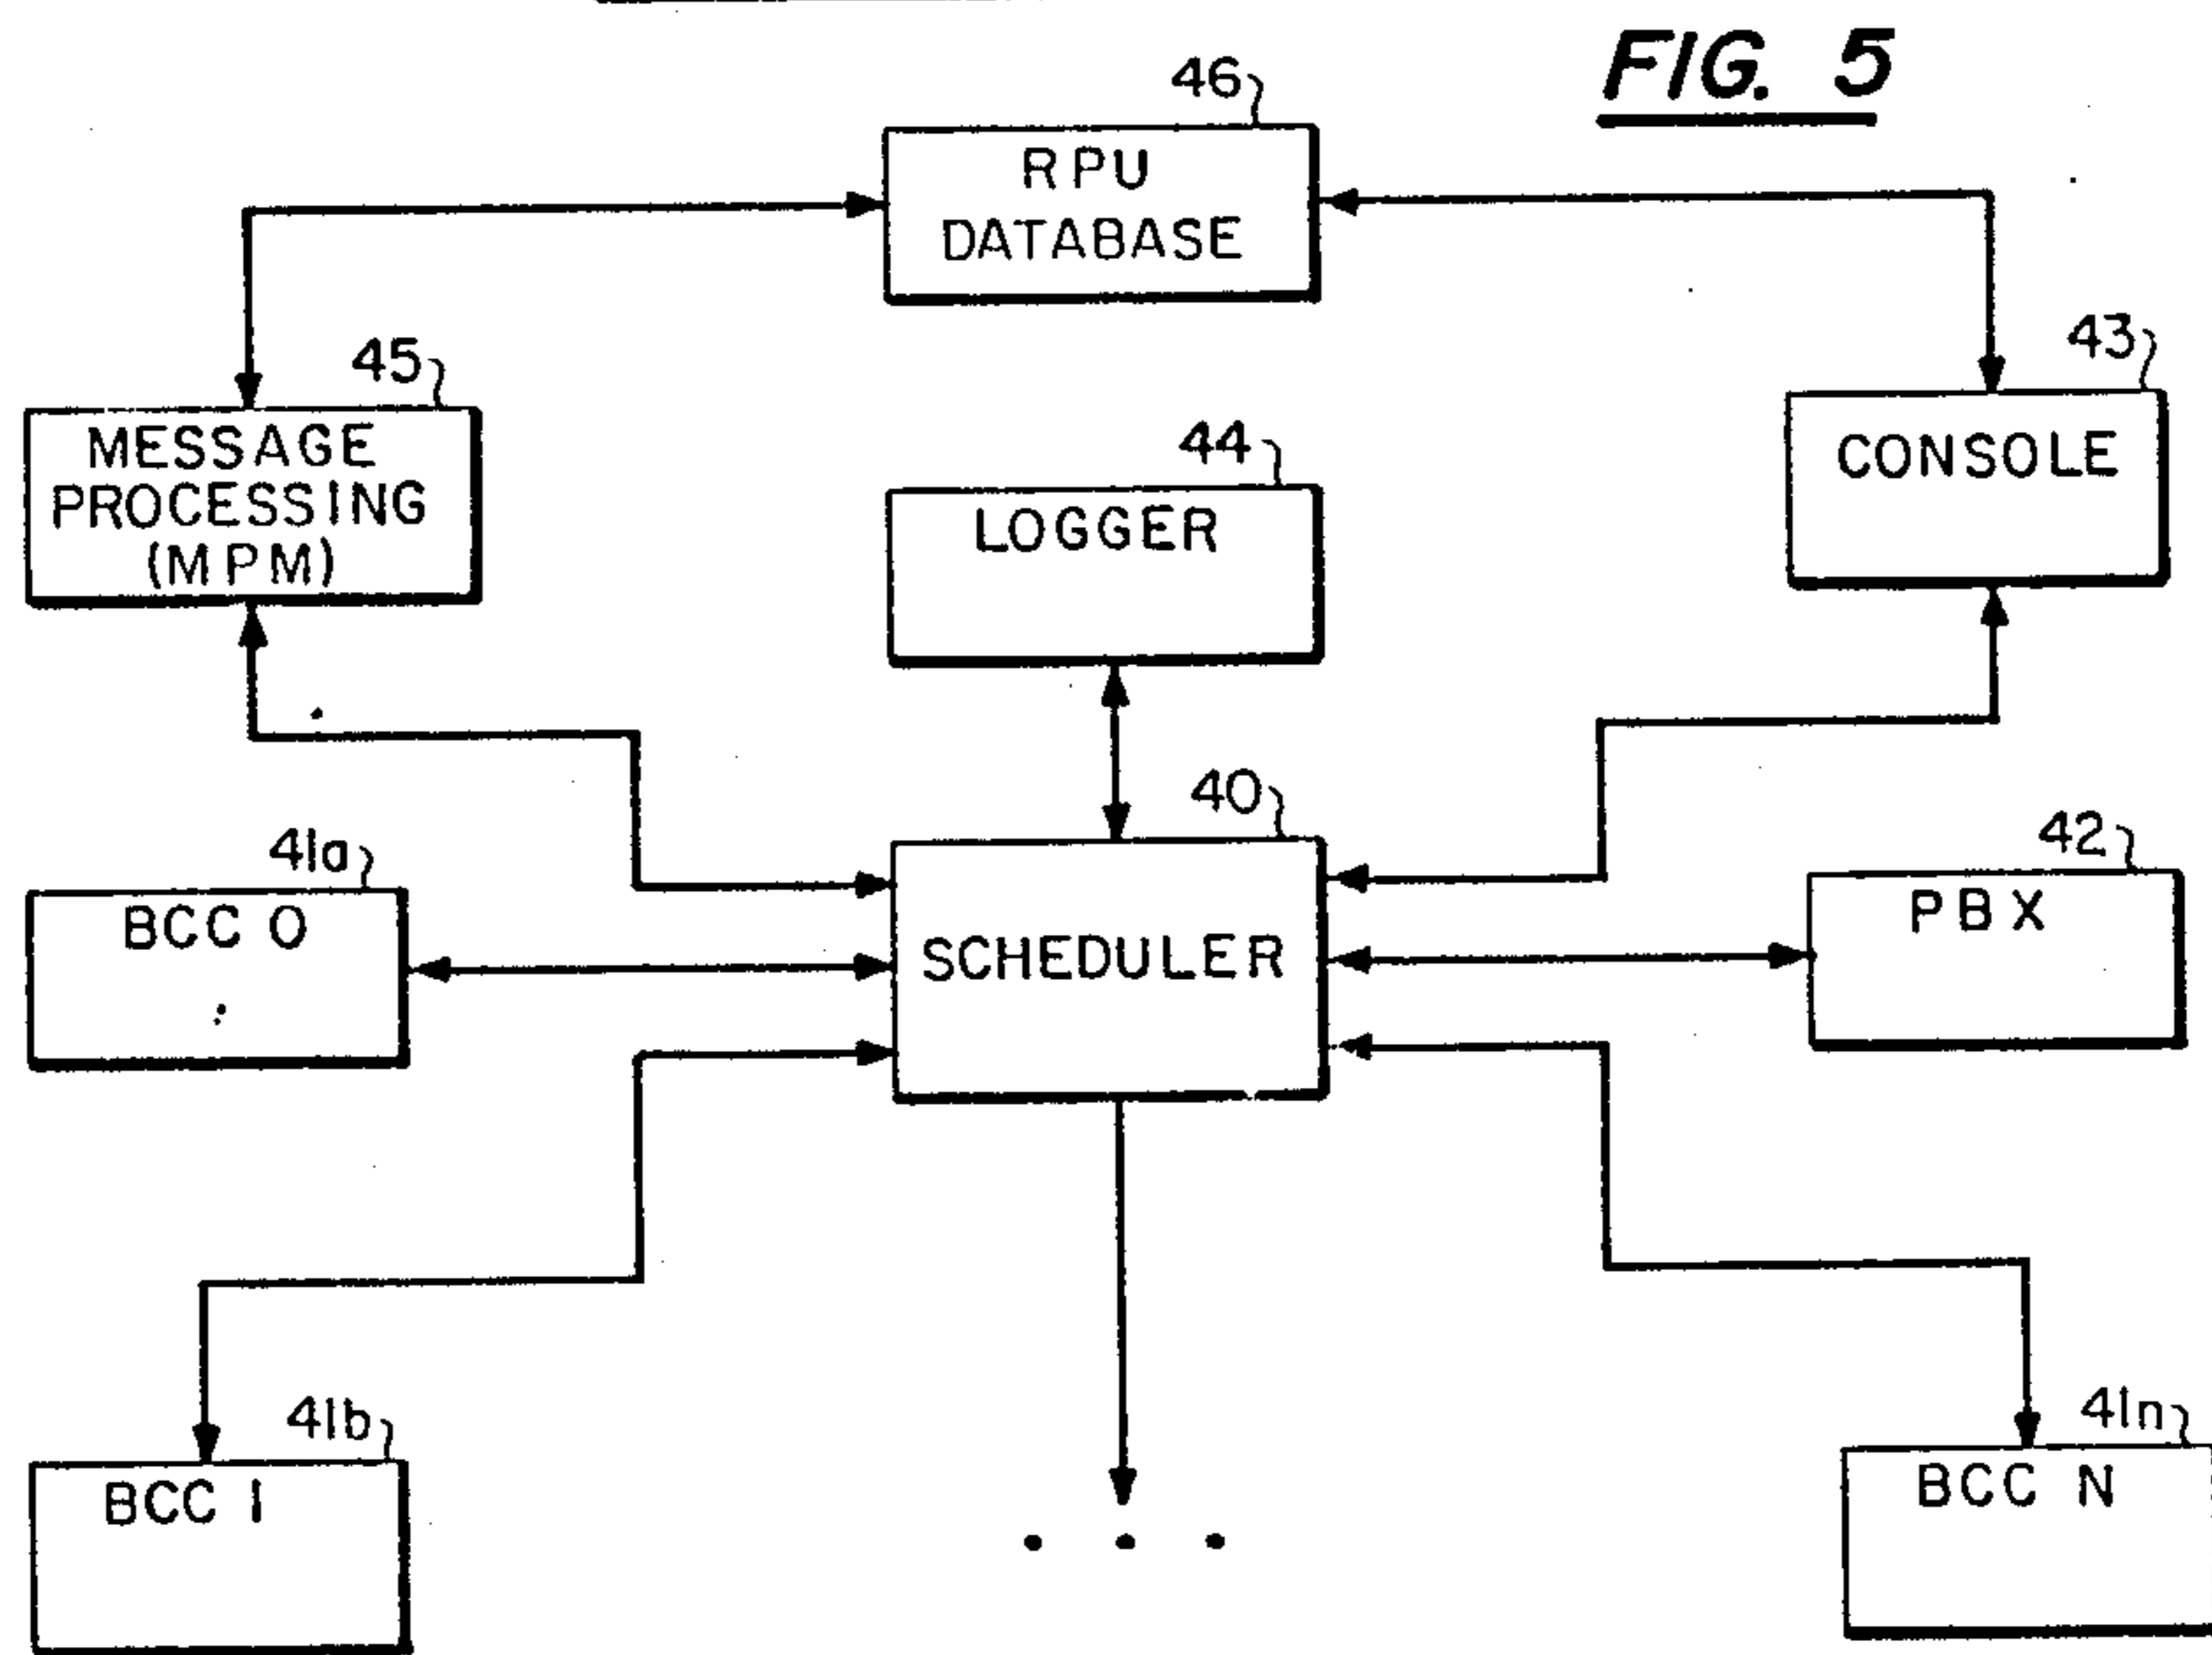 FIG. 5
46
RPU
DATABASE
45
MESSAGE
PROCESSING
(MPM)
44
LOGGER
43
CONSOLE
40
SCHEDULER
41a
BCC 0
42
PBX
41b
BCC 1
• • •
41n
BCC N